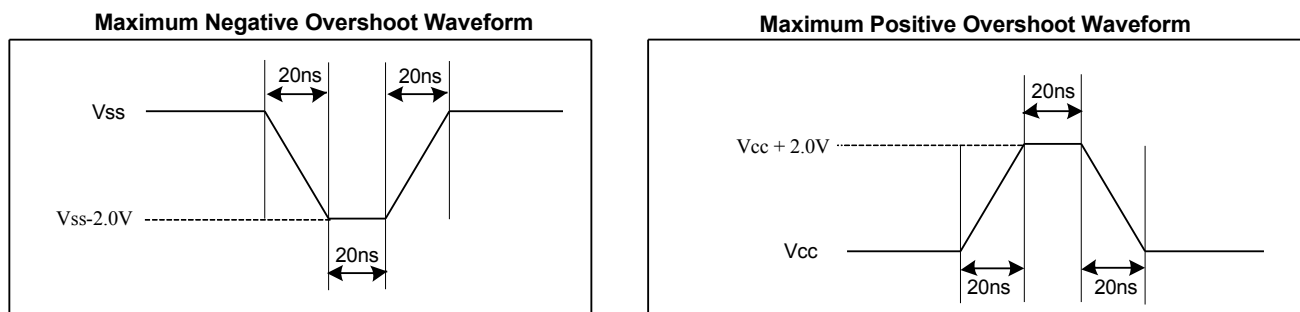 Maximum Negative Overshoot Waveform
20ns 20ns
Vss
Vss-2.0V
20ns
Maximum Positive Overshoot Waveform
20ns
Vcc + 2.0V
Vcc
20ns 20ns